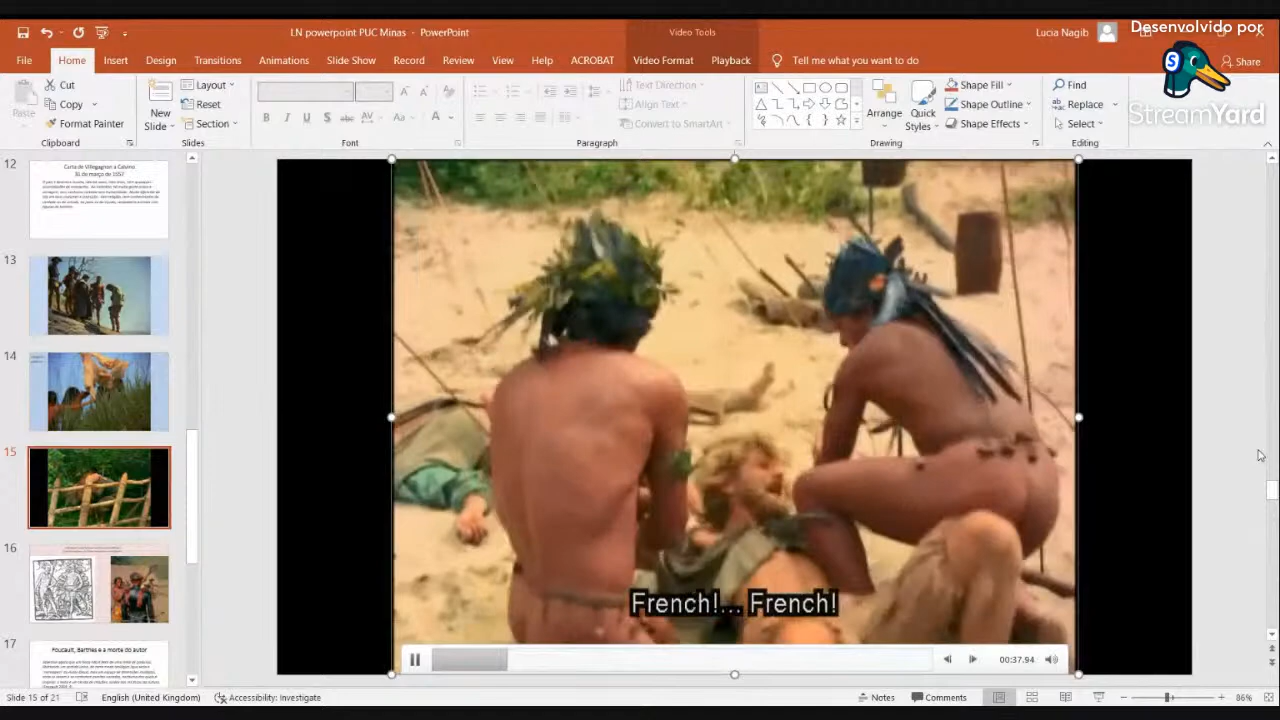 LN powerpoint PUC Minas - PowerPoint
Video Tools
Lucia Nagib
Desenvolvido por
File
Home
Insert
Design
Transitions
Animations
Slide Show
Record
Review
View
Help
ACROBAT
Video Format
Playback
Tell me what you want to do
Share
StreamYard
Paste
Cut
Copy
Format Painter
Clipboard
New Slide
Layout
Reset
Section
Slides
Font
Text Direction
Align Text
Convert to SmartArt
Paragraph
Arrange
Quick Styles
Shape Fill
Shape Outline
Shape Effects
Drawing
Find
Replace
Select
Editing
12
Carta de Villegagnon a Calvino
31 de março de 1557
13
14
15
16
17
Foucault, Barthes e a morte do autor
French!... French!
00:37.94
Slide 15 of 21
English (United Kingdom)
Accessibility: Investigate
Notes
Comments
86%